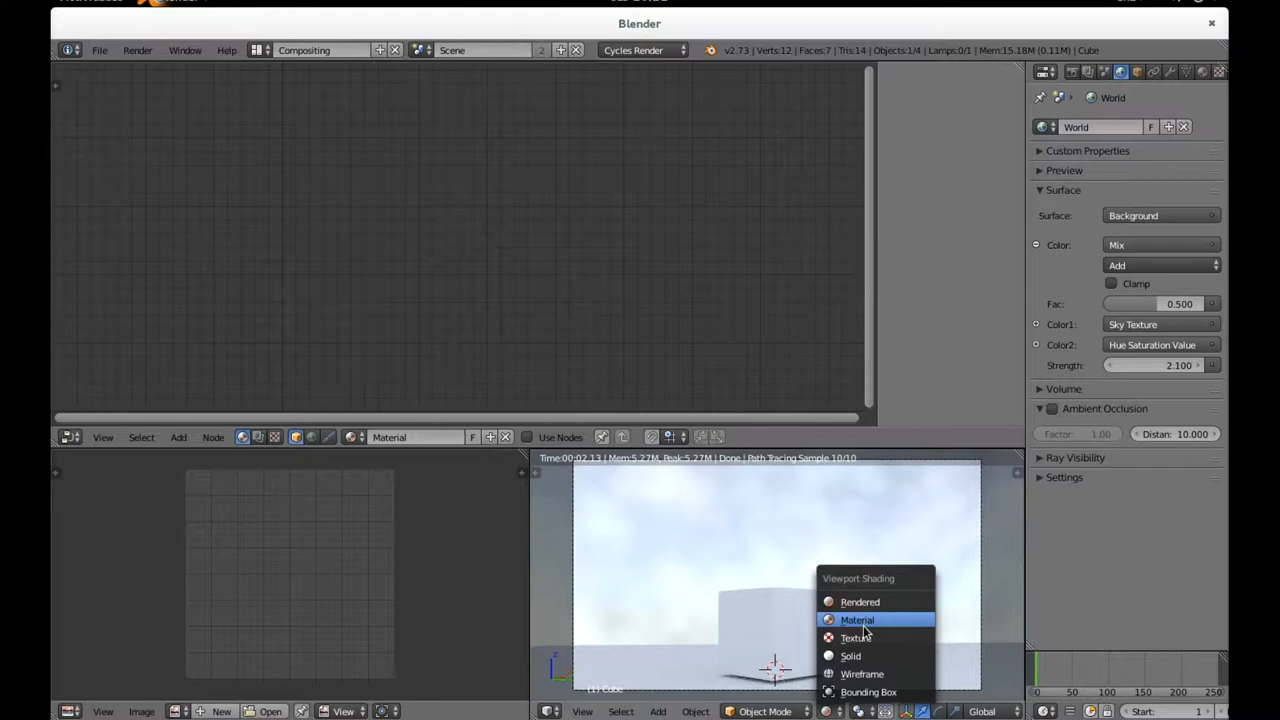 Blender
File Render Window Help Compositing Scene 2 Cycles Render v2.73 | Verts:12 | Faces:7 | Tris:14 | Objects:1/4 | Lamps:0/1 | Mem:15.18M (0.11M) | Cube
World
World F
Custom Properties
Preview
Surface
Surface: Background
Color: Mix
Add
Clamp
Fac: 0.500
Color1: Sky Texture
Color2: Hue Saturation Value
Strength: 2.100
Volume
Ambient Occlusion
Factor: 1.00 Distan: 10.000
Ray Visibility
Settings
View Select Add Node Material F Use Nodes
Time:00:02.13 | Mem:5.27M, Peak:5.27M | Done | Path Tracing Sample 10/10
Viewport Shading
Rendered
Material
Texture
Solid
Wireframe
Bounding Box
z
(1) Cube
0 50 100 150 200 250
View Image New Open View
View Select Add Object Object Mode Global
Start: 1